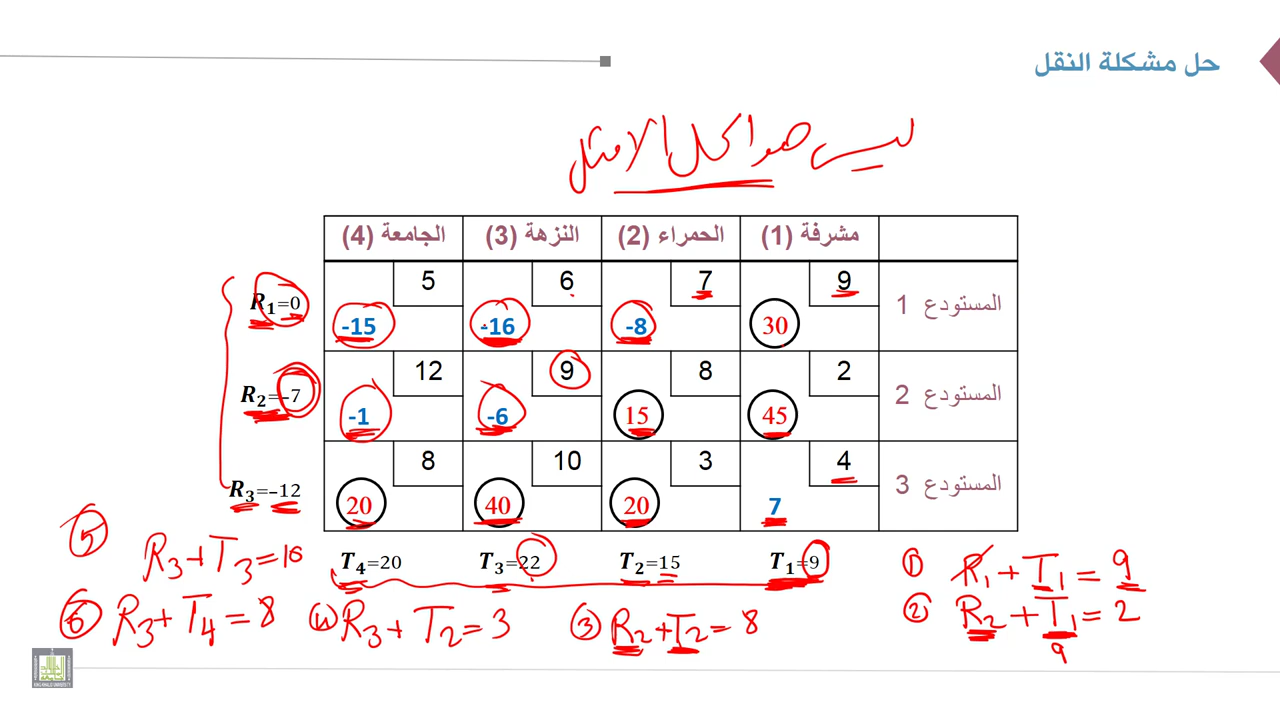 حل مشكلة النقل
ليس هو الحل الامثل
مشرفة (1) الحمراء (2) النزهة (3) الجامعة (4)
المستودع 1 9 7 6 5
30 -8 -16 -15 R1=0
المستودع 2 2 8 9 12
45 15 -6 -1 R2=-7
المستودع 3 4 3 10 8
7 20 40 20 R3=-12
T1=9 T2=15 T3=22 T4=20
① R1 + T1 = 9
② R2 + T1 = 2
9
③ R2 + T2 = 8
④ R3 + T2 = 3
⑤ R3 + T3 = 10
⑥ R3 + T4 = 8